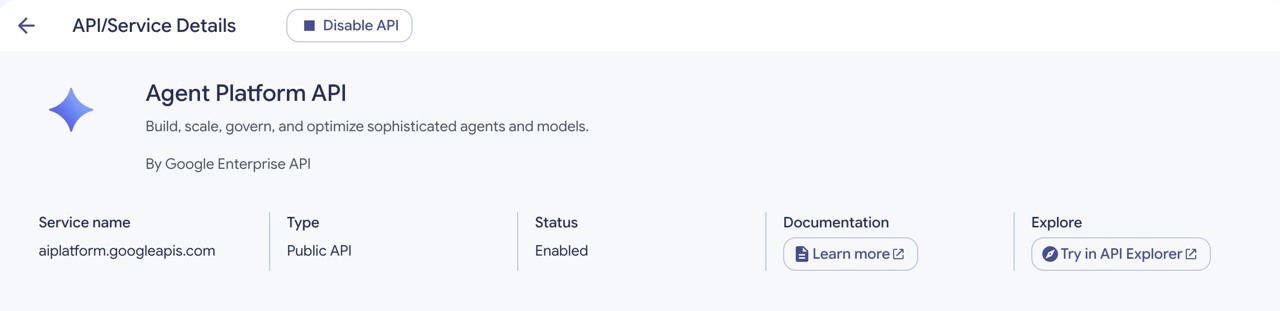 API/Service Details
Disable API
Agent Platform API
Build, scale, govern, and optimize sophisticated agents and models.
By Google Enterprise API
Service name
aiplatform.googleapis.com
Type
Public API
Status
Enabled
Documentation
Learn more
Explore
Try in API Explorer